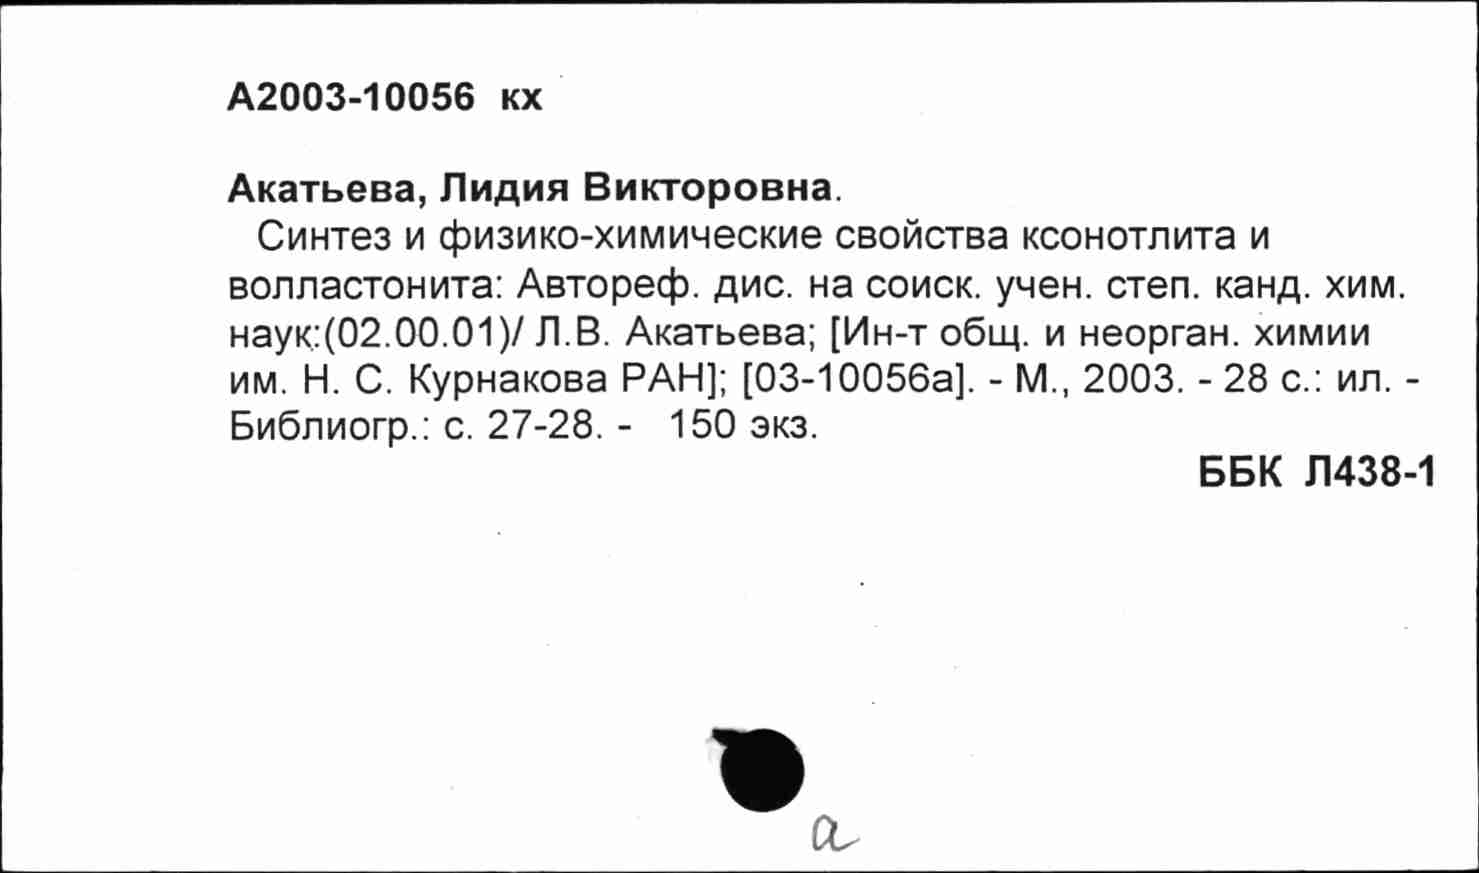 А2003-10056 кх
Акатьева, Лидия Викторовна.
Синтез и физико-химические свойства ксонотлита и
волластонита: Автореф. дис. на соиск. учен. степ. канд. хим.
наук:(02.00.01)/ Л.В. Акатьева; [Ин-т общ. и неорган. химии
им. Н. С. Курнакова РАН]; [03-10056а]. - М., 2003. - 28 с.: ил. -
Библиогр.: с. 27-28. - 150 экз.
ББК Л438-1
а